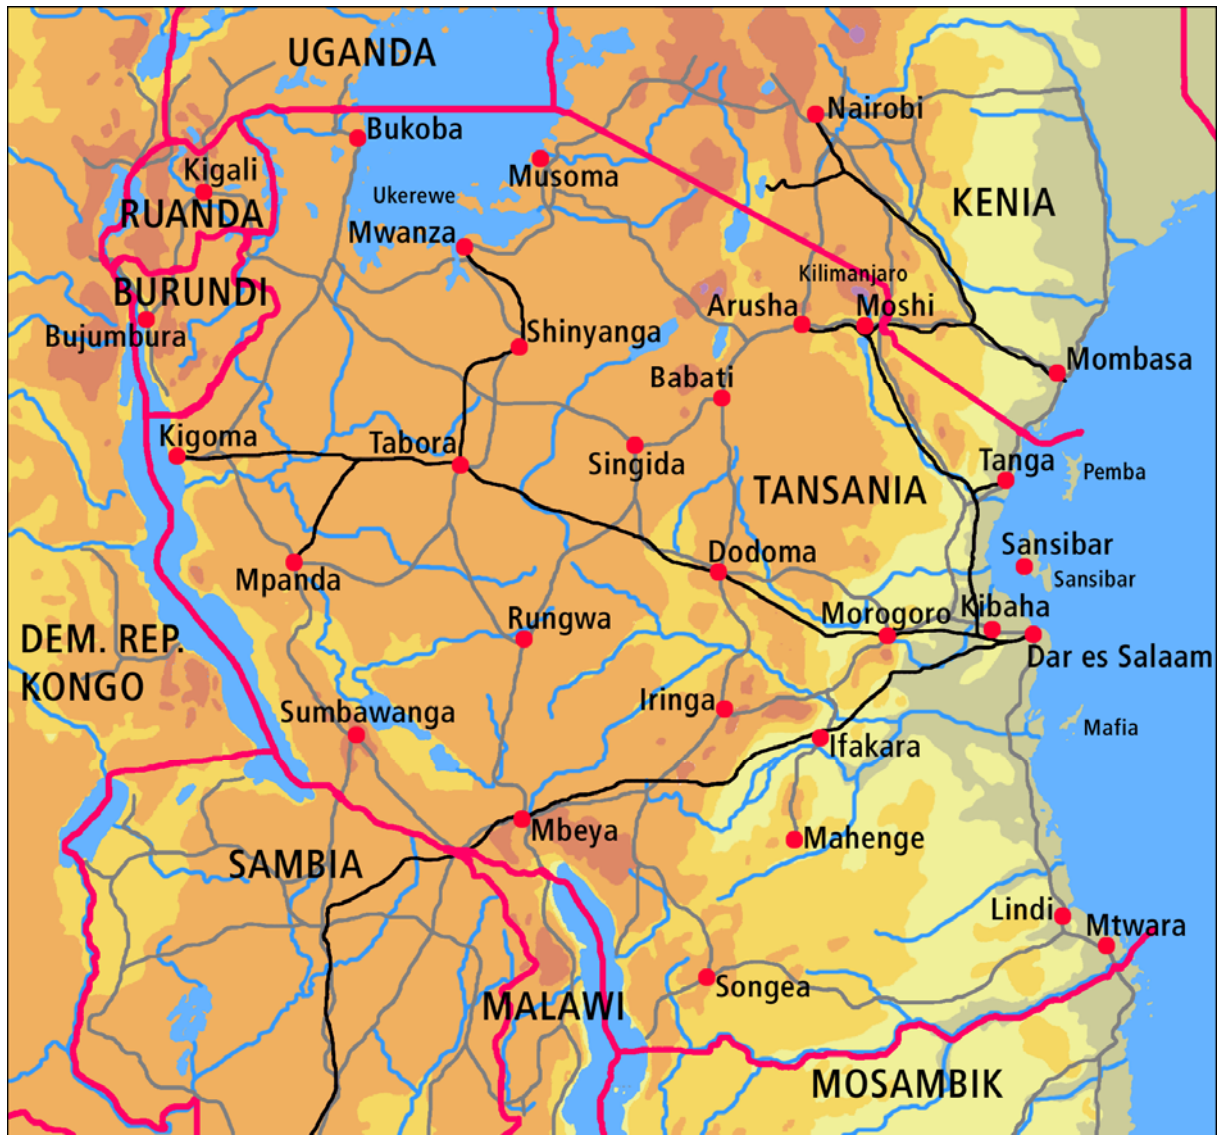 UGANDA
Nairobi
Bukoba
Kigali
Musoma
Ukerewe
RUANDA
KENIA
Mwanza
Kilimanjaro
BURUNDI
Arusha
Moshi
Bujumbura
Shinyanga
Mombasa
Babati
Kigoma
Tabora
Singida
Tanga
Pemba
TANSANIA
Dodoma
Sansibar
Mpanda
Sansibar
Rungwa
Morogoro
Kibaha
DEM. REP.
KONGO
Dar es Salaam
Iringa
Sumbawanga
Mafia
Ifakara
Mbeya
Mahenge
SAMBIA
Lindi
Mtwara
Songea
MALAWI
MOSAMBIK